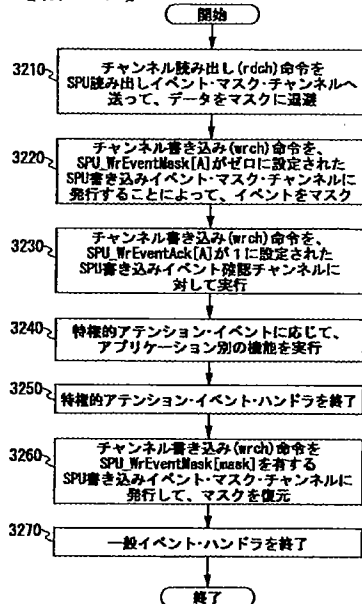 開始
3210
チャンネル読み出し(rdch)命令を
SPU読み出しイベント・マスク・チャンネルへ
送って、データをマスクに退避
3220
チャンネル書き込み(wrch)命令を、
SPU_WrEventMask[A]がゼロに設定された
SPU書き込みイベント・マスク・チャンネルに
発行することによって、イベントをマスク
3230
チャンネル書き込み(wrch)命令を、
SPU_WrEventAck[A]が1に設定された
SPU書き込みイベント確認チャンネルに
対して実行
3240
特権的アテンション・イベントに応じて、
アプリケーション別の機能を実行
3250
特権的アテンション・イベント・ハンドラを終了
3260
チャンネル書き込み(wrch)命令を
SPU_WrEventMask[mask]を有する
SPU書き込みイベント・マスク・チャンネルに
発行して、マスクを復元
3270
一般イベント・ハンドラを終了
終了